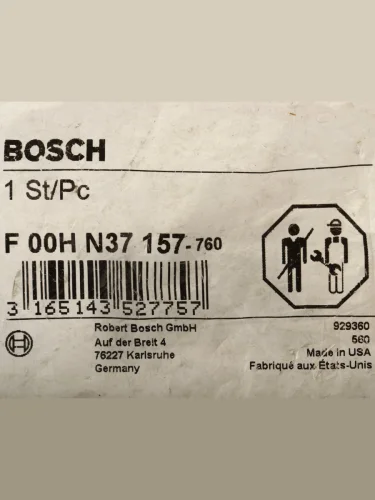 BOSCH
1 St/Pc
F 00H N37 157-760
3 165143 527757
Robert Bosch GmbH
Auf der Breit 4
76227 Karlsruhe
Germany
929360
560
Made in USA
Fabriqué aux États-Unis